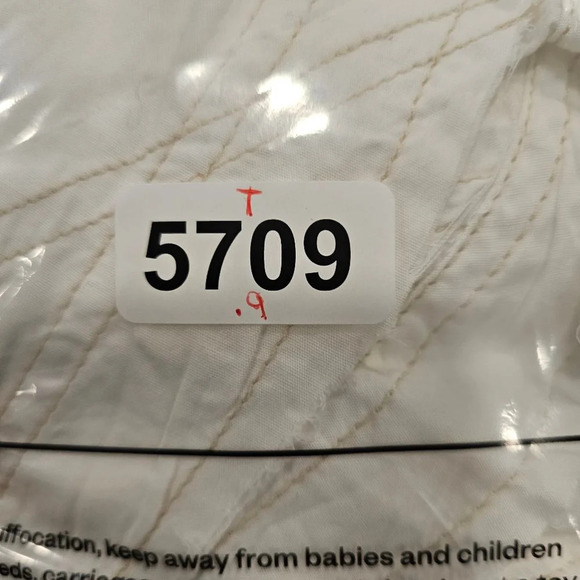 T
5709
.9
uffocation, keep away from babies and children